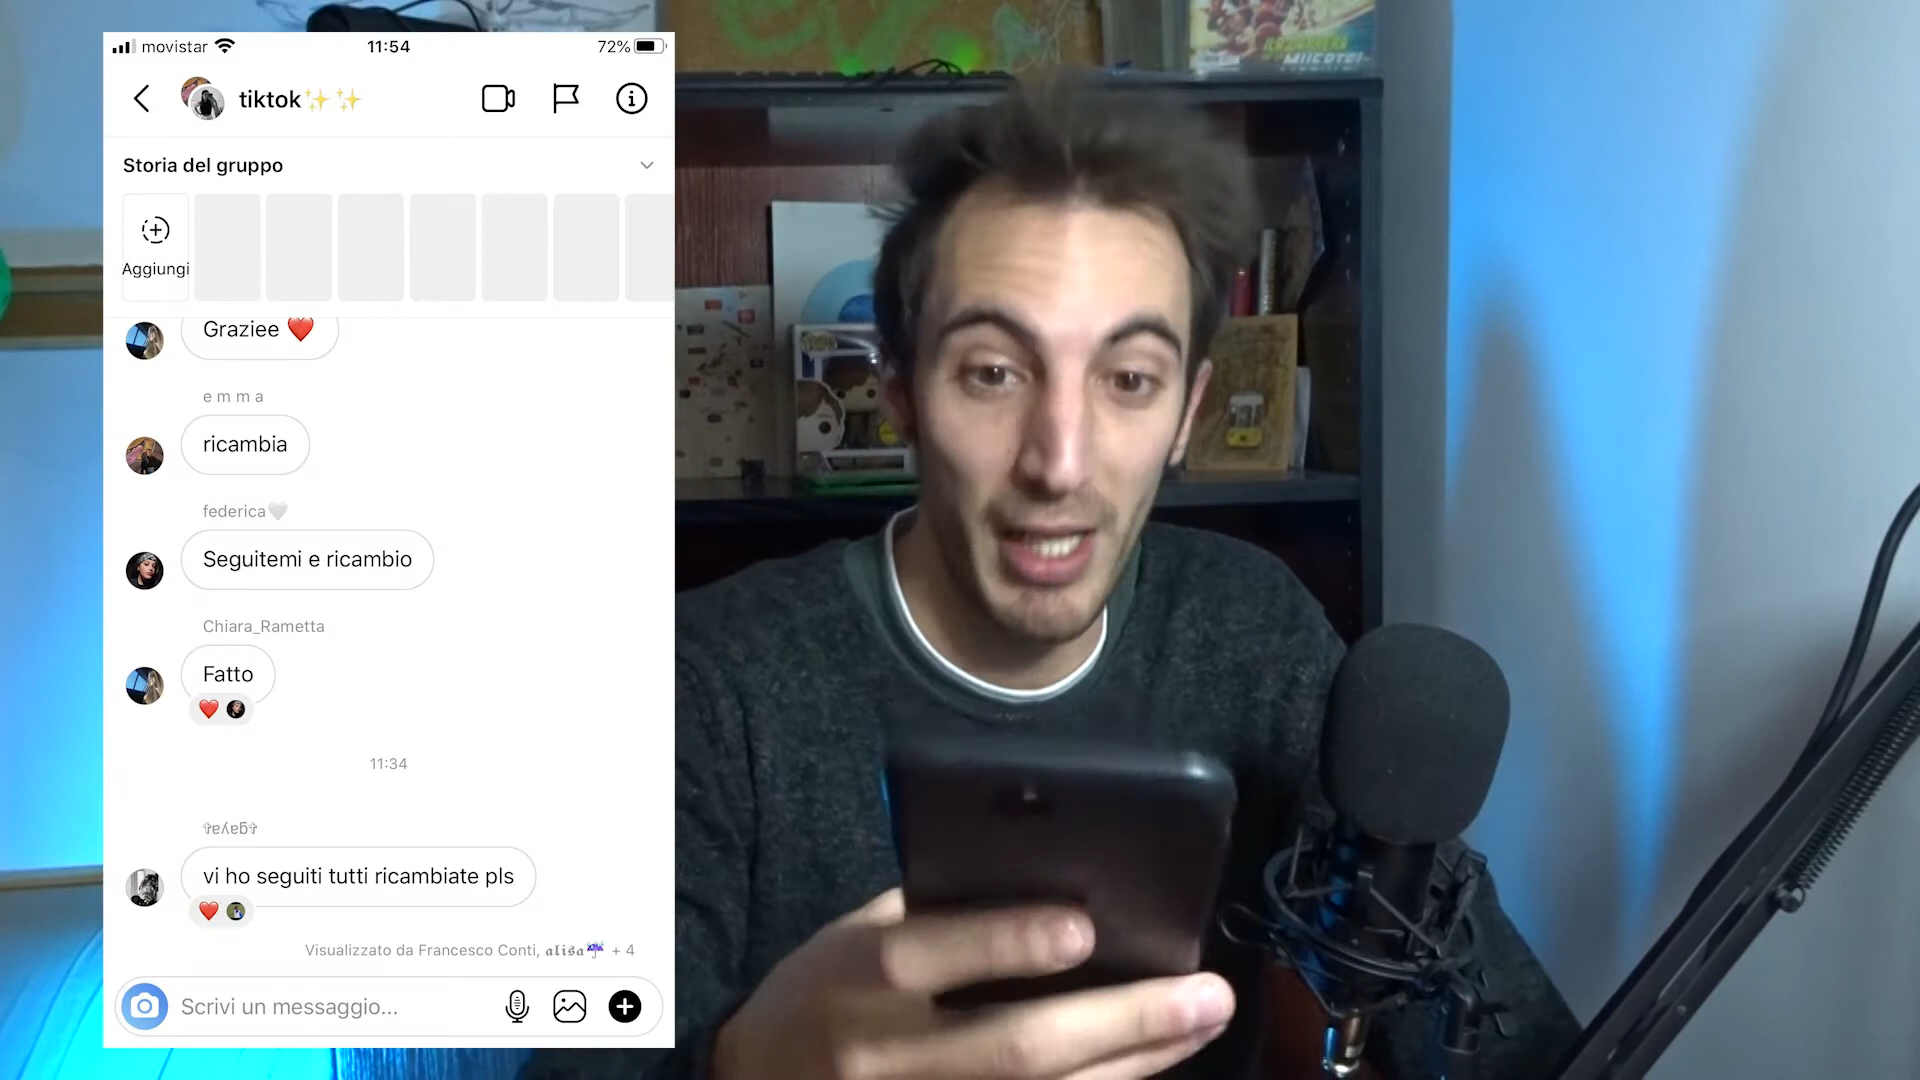 movistar
11:54
72%
tiktok✨✨
Storia del gruppo
Aggiungi
Graziee ❤️
e m m a
ricambia
federica🤍
Seguitemi e ricambio
Chiara_Rametta
Fatto
11:34
vi ho seguiti tutti ricambiate pls
Visualizzato da Francesco Conti, 𝖆𝖑𝖎𝖘𝖆☔ + 4
Scrivi un messaggio...